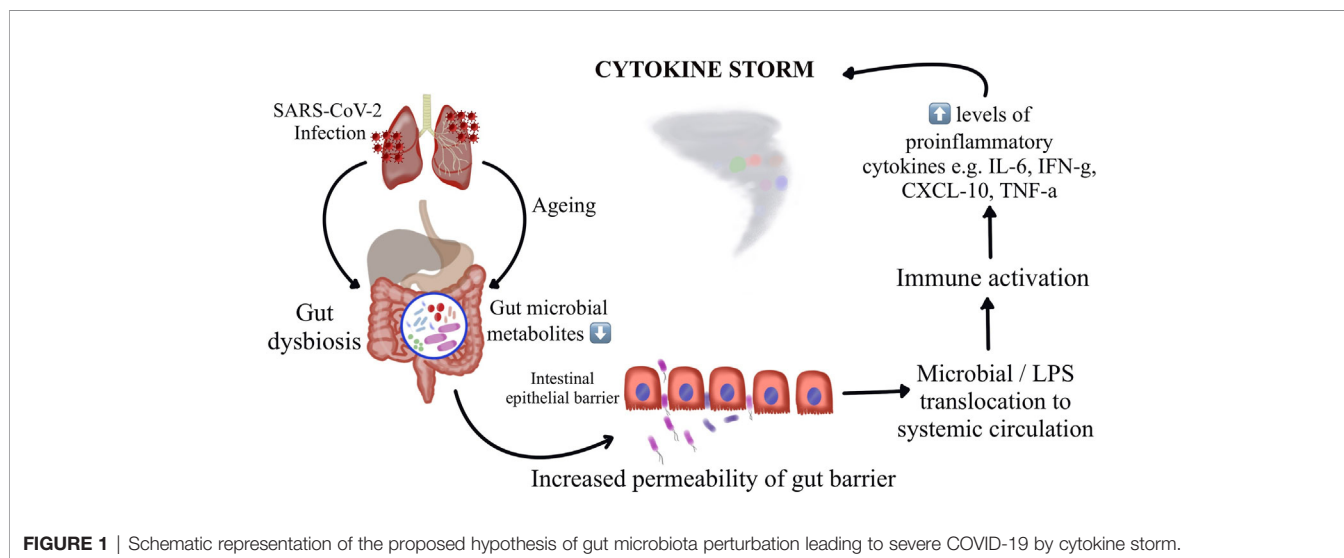 CYTOKINE STORM
SARS-CoV-2
Infection
Ageing
Gut
dysbiosis
Gut microbial
metabolites ⬇
Intestinal
epithelial barrier
Increased permeability of gut barrier
Microbial / LPS
translocation to
systemic circulation
Immune activation
⬆ levels of
proinflammatory
cytokines e.g. IL-6, IFN-g,
CXCL-10, TNF-a
FIGURE 1 | Schematic representation of the proposed hypothesis of gut microbiota perturbation leading to severe COVID-19 by cytokine storm.